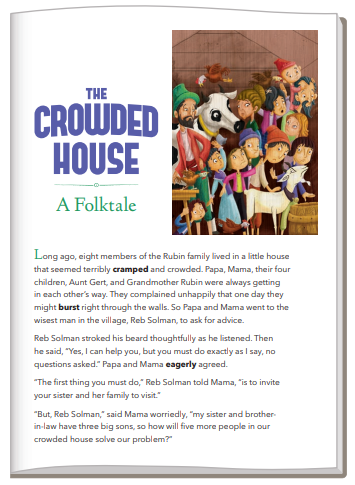 THE
CROWDED
HOUSE
A Folktale
Long ago, eight members of the Rubin family lived in a little house
that seemed terribly cramped and crowded. Papa, Mama, their four
children, Aunt Gert, and Grandmother Rubin were always getting
in each other's way. They complained unhappily that one day they
might burst right through the walls. So Papa and Mama went to the
wisest man in the village, Reb Solman, to ask for advice.
Reb Solman stroked his beard thoughtfully as he listened. Then
he said, "Yes, I can help you, but you must do exactly as I say, no
questions asked." Papa and Mama eagerly agreed.
"The first thing you must do," Reb Solman told Mama, "is to invite
your sister and her family to visit."
"But, Reb Solman," said Mama worriedly, "my sister and brother-
in-law have three big sons, so how will five more people in our
crowded house solve our problem?"